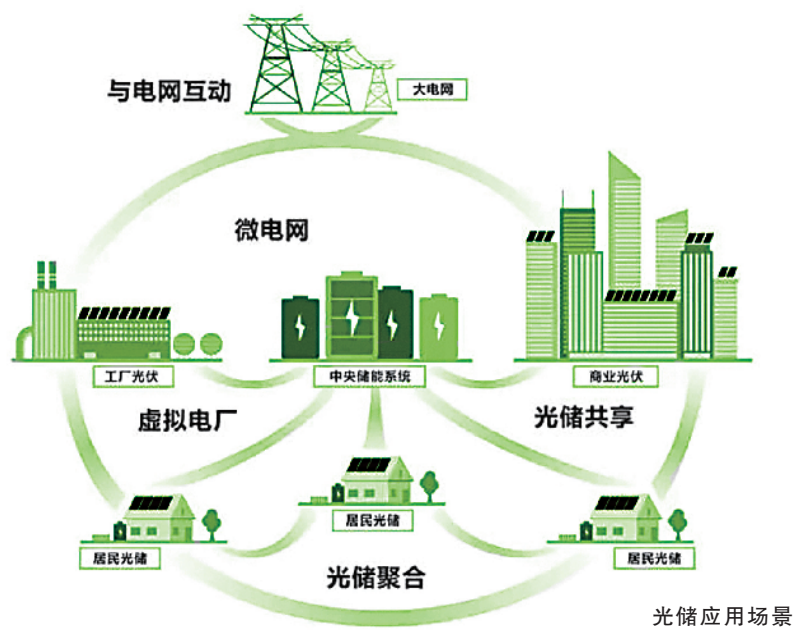 与电网互动
大电网
微电网
工厂光伏
中央储能系统
商业光伏
虚拟电厂
光储共享
居民光储
居民光储
居民光储
光储聚合
光储应用场景